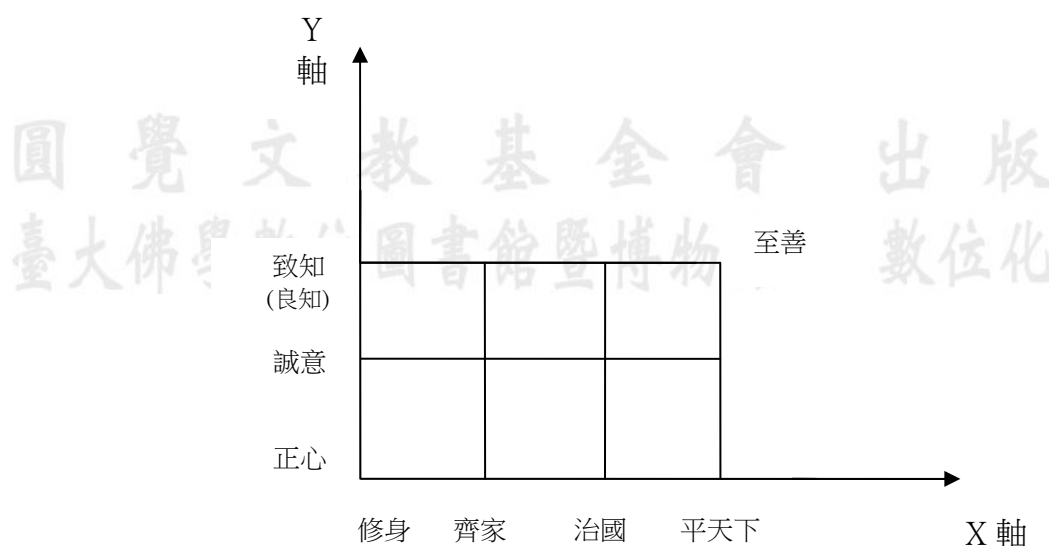 Y
軸
圓覺文教基金會 出版
臺大佛學數位圖書館暨博物 數位化
至善
致知
(良知)
誠意
正心
修身 齊家 治國 平天下
X 軸